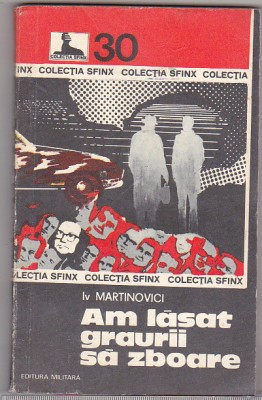 COLECȚIA SFINX
30
INX COLECȚIA SFINX COLECȚIA
COLECȚIA SFINX COLECȚIA SFINX
Iv MARTINOVICI
Am lăsat
graurii
să zboare
EDITURA MILITARĂ